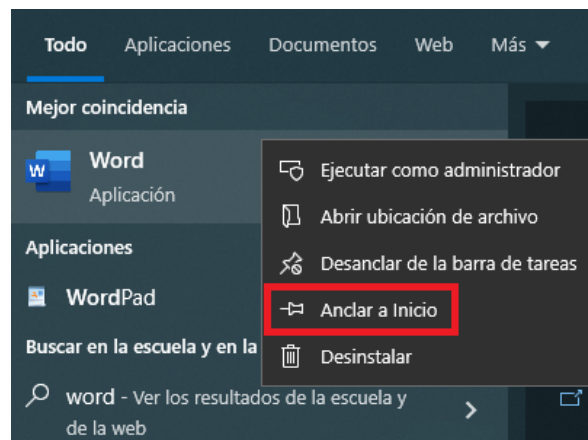 Todo Aplicaciones Documentos Web Más
Mejor coincidencia
W
Word
Aplicación
Ejecutar como administrador
Abrir ubicación de archivo
Desanclar de la barra de tareas
Anclar a Inicio
Desinstalar
Aplicaciones
WordPad
Buscar en la escuela y en la
word - Ver los resultados de la escuela y
de la web